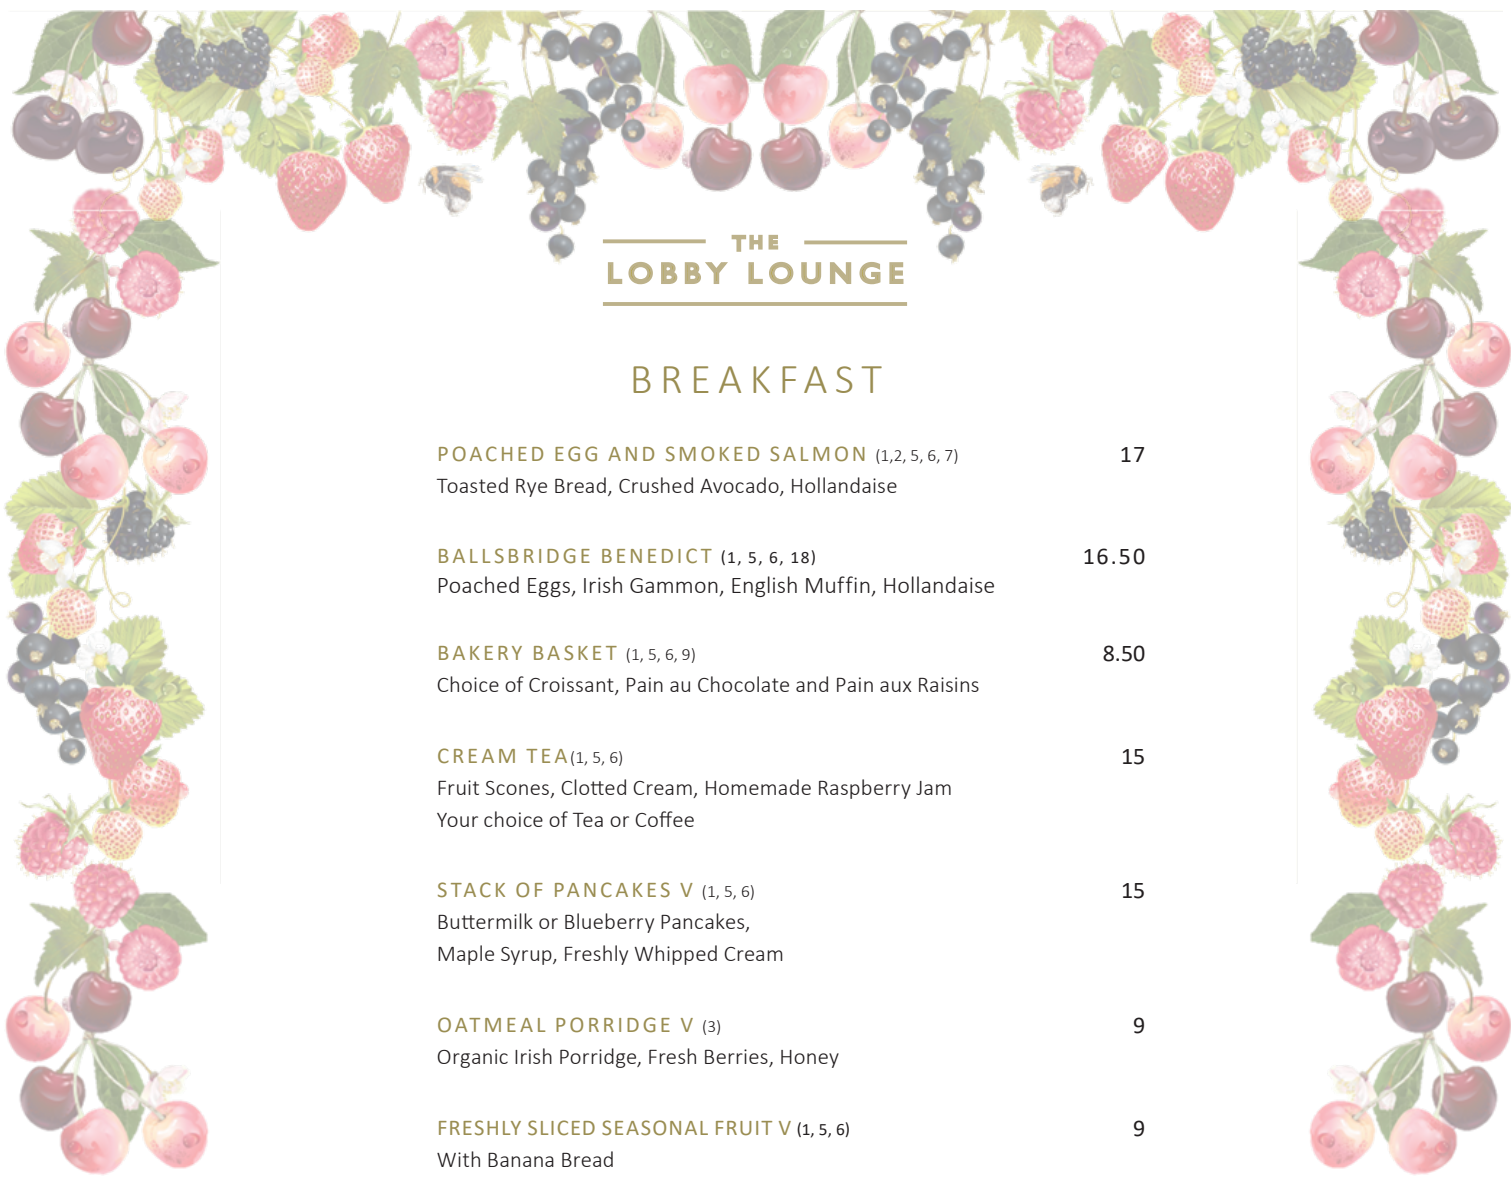 THE
LOBBY LOUNGE
BREAKFAST
POACHED EGG AND SMOKED SALMON (1,2, 5, 6, 7) 17
Toasted Rye Bread, Crushed Avocado, Hollandaise
BALLSBRIDGE BENEDICT (1, 5, 6, 18) 16.50
Poached Eggs, Irish Gammon, English Muffin, Hollandaise
BAKERY BASKET (1, 5, 6, 9) 8.50
Choice of Croissant, Pain au Chocolate and Pain aux Raisins
CREAM TEA(1, 5, 6) 15
Fruit Scones, Clotted Cream, Homemade Raspberry Jam
Your choice of Tea or Coffee
STACK OF PANCAKES V (1, 5, 6) 15
Buttermilk or Blueberry Pancakes,
Maple Syrup, Freshly Whipped Cream
OATMEAL PORRIDGE V (3) 9
Organic Irish Porridge, Fresh Berries, Honey
FRESHLY SLICED SEASONAL FRUIT V (1, 5, 6) 9
With Banana Bread